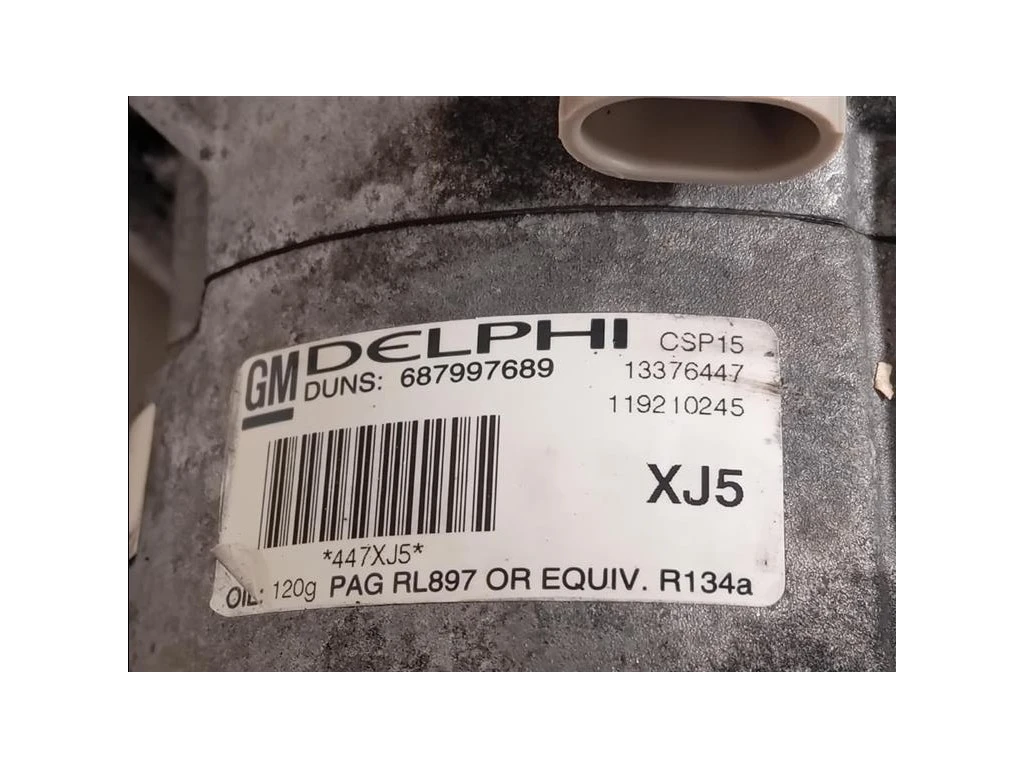 GM DELPHI CSP15
DUNS: 687997689 13376447
119210245
XJ5
*447XJ5*
OIL: 120g PAG RL897 OR EQUIV. R134a